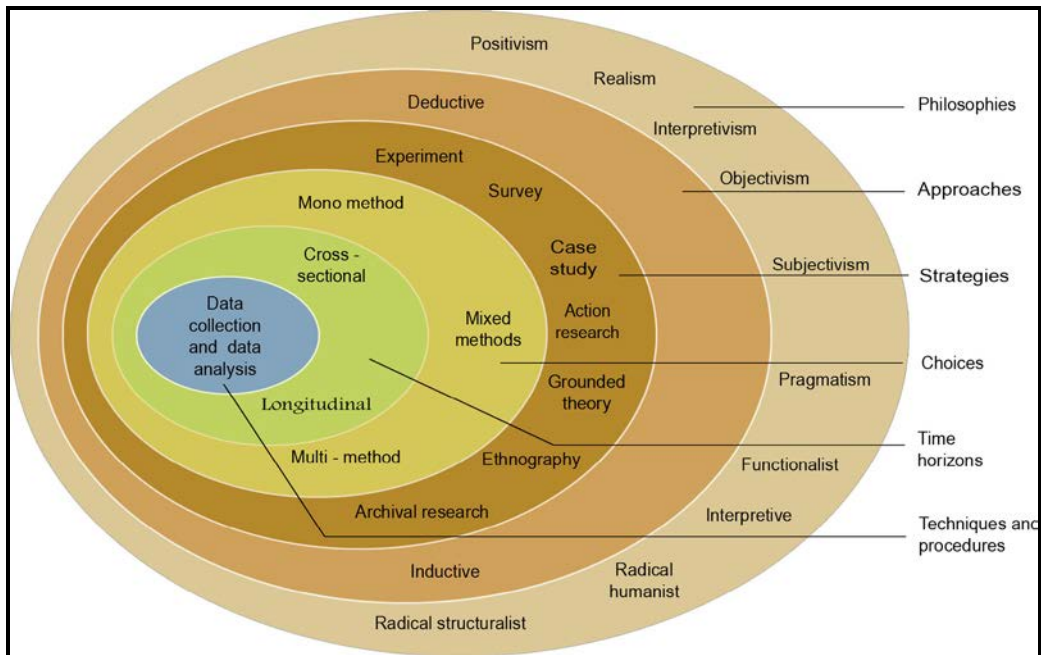 Positivism
Realism
Philosophies
Deductive
Interpretivism
Experiment
Objectivism
Approaches
Survey
Mono method
Cross -
sectional
Case
study
Subjectivism
Strategies
Data
collection
and data
analysis
Mixed
methods
Action
research
Choices
Pragmatism
Grounded
theory
Longitudinal
Time
horizons
Multi - method
Ethnography
Functionalist
Archival research
Interpretive
Techniques and
procedures
Inductive
Radical
humanist
Radical structuralist